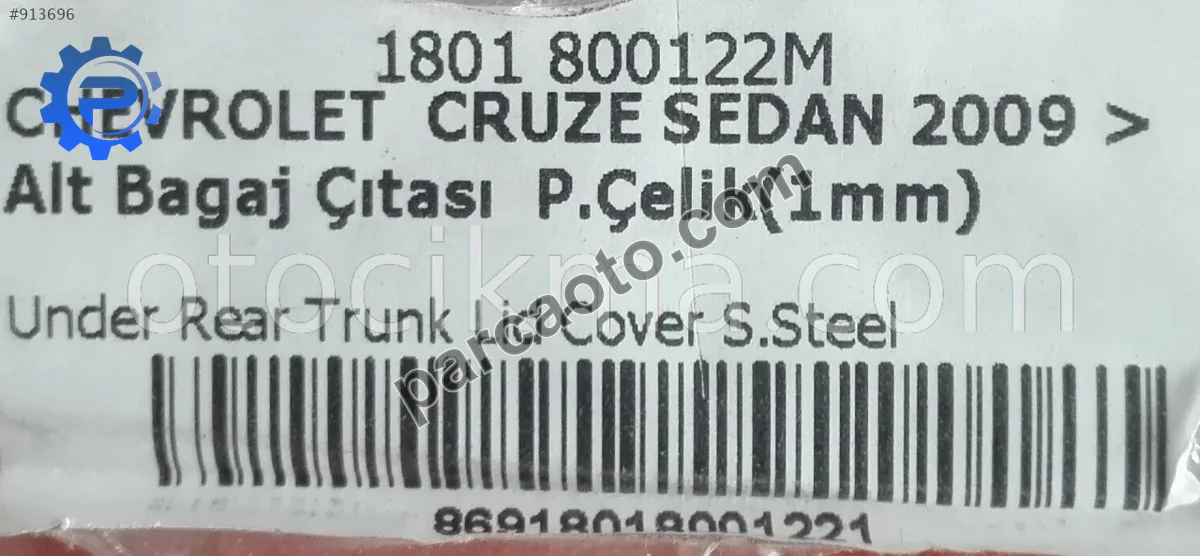 #913696
1801 800122M
CHEVROLET CRUZE SEDAN 2009 >
Alt Bagaj Çıtası P.Çelik(1mm)
otocikma.com
parcaoto.com
Under Rear Trunk Lid Cover S.Steel
86918018001221